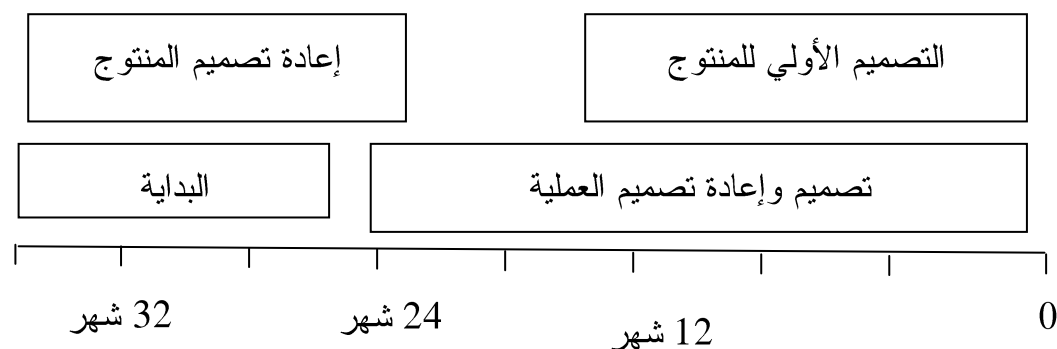 التصميم الأولي للمنتوج
إعادة تصميم المنتوج
تصميم وإعادة تصميم العملية
البداية
0
12 شهر
24 شهر
32 شهر